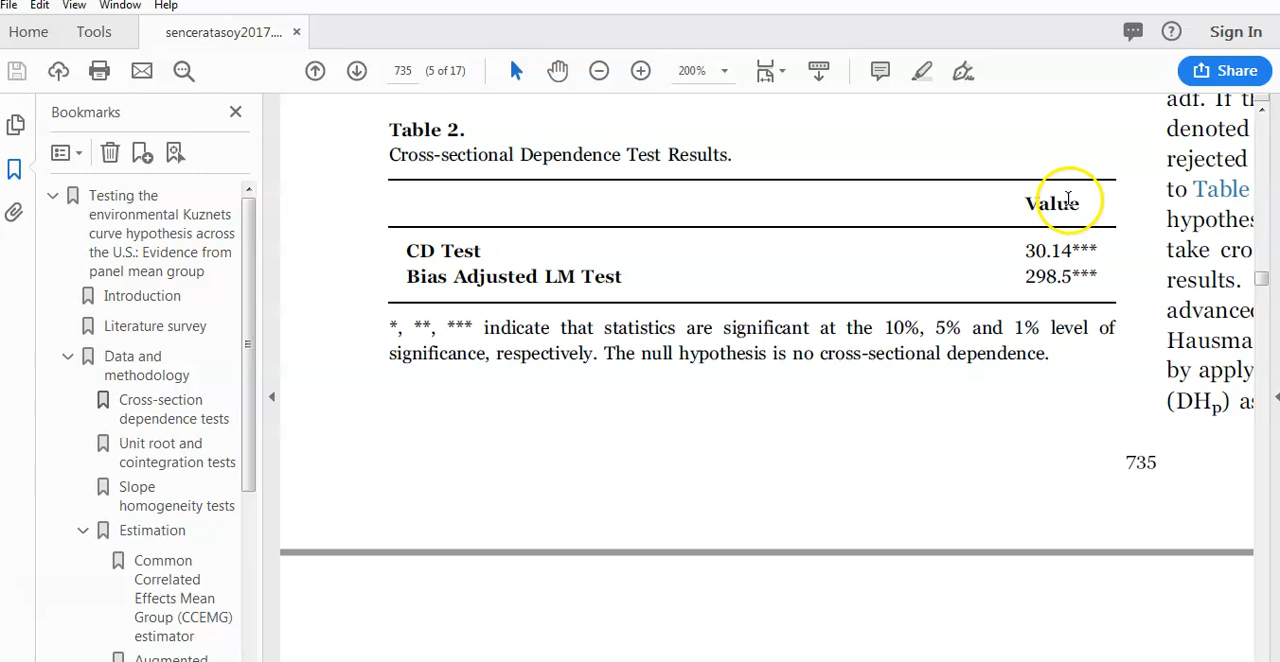 File Edit View Window Help
Home Tools senceratasoy2017.... × Sign In
735 (5 of 17) 200% Share
Bookmarks
Testing the
environmental Kuznets
curve hypothesis across
the U.S.: Evidence from
panel mean group
Introduction
Literature survey
Data and
methodology
Cross-section
dependence tests
Unit root and
cointegration tests
Slope
homogeneity tests
Estimation
Common
Correlated
Effects Mean
Group (CCEMG)
estimator
Augmented
Table 2.
Cross-sectional Dependence Test Results.
Value
CD Test 30.14***
Bias Adjusted LM Test 298.5***
*, **, *** indicate that statistics are significant at the 10%, 5% and 1% level of
significance, respectively. The null hypothesis is no cross-sectional dependence.
735
adf. If
denoted
rejected
to Table
take
results.
by apply
(DHp)